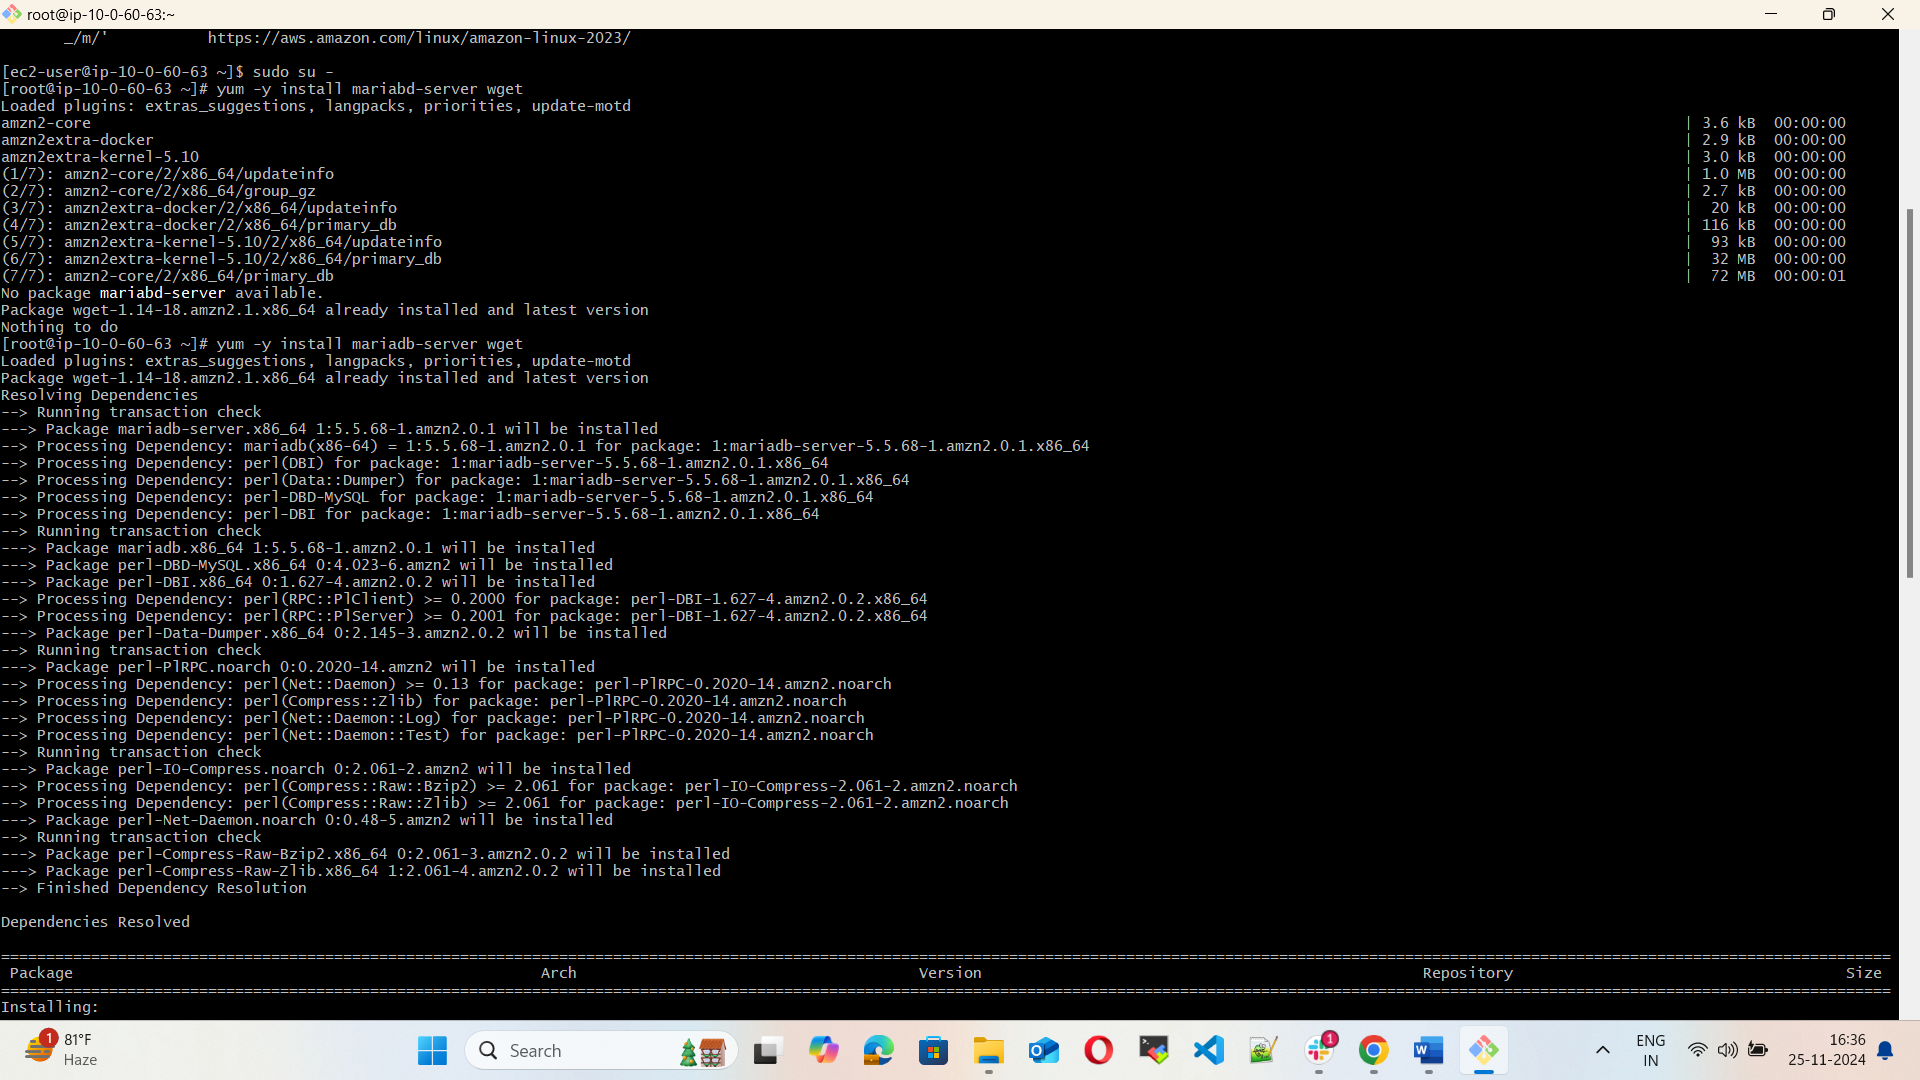 root@ip-10-0-60-63:~
_/m/'           https://aws.amazon.com/linux/amazon-linux-2023/
[ec2-user@ip-10-0-60-63 ~]$ sudo su -
[root@ip-10-0-60-63 ~]# yum -y install mariabd-server wget
Loaded plugins: extras_suggestions, langpacks, priorities, update-motd
amzn2-core | 3.6 kB 00:00:00
amzn2extra-docker | 2.9 kB 00:00:00
amzn2extra-kernel-5.10 | 3.0 kB 00:00:00
(1/7): amzn2-core/2/x86_64/updateinfo | 1.0 MB 00:00:00
(2/7): amzn2-core/2/x86_64/group_gz | 2.7 kB 00:00:00
(3/7): amzn2extra-docker/2/x86_64/updateinfo | 20 kB 00:00:00
(4/7): amzn2extra-docker/2/x86_64/primary_db | 116 kB 00:00:00
(5/7): amzn2extra-kernel-5.10/2/x86_64/updateinfo | 93 kB 00:00:00
(6/7): amzn2extra-kernel-5.10/2/x86_64/primary_db | 32 MB 00:00:00
(7/7): amzn2-core/2/x86_64/primary_db | 72 MB 00:00:01
No package mariabd-server available.
Package wget-1.14-18.amzn2.1.x86_64 already installed and latest version
Nothing to do
[root@ip-10-0-60-63 ~]# yum -y install mariadb-server wget
Loaded plugins: extras_suggestions, langpacks, priorities, update-motd
Package wget-1.14-18.amzn2.1.x86_64 already installed and latest version
Resolving Dependencies
--> Running transaction check
---> Package mariadb-server.x86_64 1:5.5.68-1.amzn2.0.1 will be installed
--> Processing Dependency: mariadb(x86-64) = 1:5.5.68-1.amzn2.0.1 for package: 1:mariadb-server-5.5.68-1.amzn2.0.1.x86_64
--> Processing Dependency: perl(DBI) for package: 1:mariadb-server-5.5.68-1.amzn2.0.1.x86_64
--> Processing Dependency: perl(Data::Dumper) for package: 1:mariadb-server-5.5.68-1.amzn2.0.1.x86_64
--> Processing Dependency: perl-DBD-MySQL for package: 1:mariadb-server-5.5.68-1.amzn2.0.1.x86_64
--> Processing Dependency: perl-DBI for package: 1:mariadb-server-5.5.68-1.amzn2.0.1.x86_64
--> Running transaction check
---> Package mariadb.x86_64 1:5.5.68-1.amzn2.0.1 will be installed
---> Package perl-DBD-MySQL.x86_64 0:4.023-6.amzn2 will be installed
---> Package perl-DBI.x86_64 0:1.627-4.amzn2.0.2 will be installed
--> Processing Dependency: perl(RPC::PlClient) >= 0.2000 for package: perl-DBI-1.627-4.amzn2.0.2.x86_64
--> Processing Dependency: perl(RPC::PlServer) >= 0.2001 for package: perl-DBI-1.627-4.amzn2.0.2.x86_64
---> Package perl-Data-Dumper.x86_64 0:2.145-3.amzn2.0.2 will be installed
--> Running transaction check
---> Package perl-PlRPC.noarch 0:0.2020-14.amzn2 will be installed
--> Processing Dependency: perl(Net::Daemon) >= 0.13 for package: perl-PlRPC-0.2020-14.amzn2.noarch
--> Processing Dependency: perl(Compress::Zlib) for package: perl-PlRPC-0.2020-14.amzn2.noarch
--> Processing Dependency: perl(Net::Daemon::Log) for package: perl-PlRPC-0.2020-14.amzn2.noarch
--> Processing Dependency: perl(Net::Daemon::Test) for package: perl-PlRPC-0.2020-14.amzn2.noarch
--> Running transaction check
---> Package perl-IO-Compress.noarch 0:2.061-2.amzn2 will be installed
--> Processing Dependency: perl(Compress::Raw::Bzip2) >= 2.061 for package: perl-IO-Compress-2.061-2.amzn2.noarch
--> Processing Dependency: perl(Compress::Raw::Zlib) >= 2.061 for package: perl-IO-Compress-2.061-2.amzn2.noarch
---> Package perl-Net-Daemon.noarch 0:0.48-5.amzn2 will be installed
--> Running transaction check
---> Package perl-Compress-Raw-Bzip2.x86_64 0:2.061-3.amzn2.0.2 will be installed
---> Package perl-Compress-Raw-Zlib.x86_64 1:2.061-4.amzn2.0.2 will be installed
--> Finished Dependency Resolution
Dependencies Resolved
Package Arch Version Repository Size
Installing:
1 81°F
Haze
Search
1
ENG
IN
16:36
25-11-2024